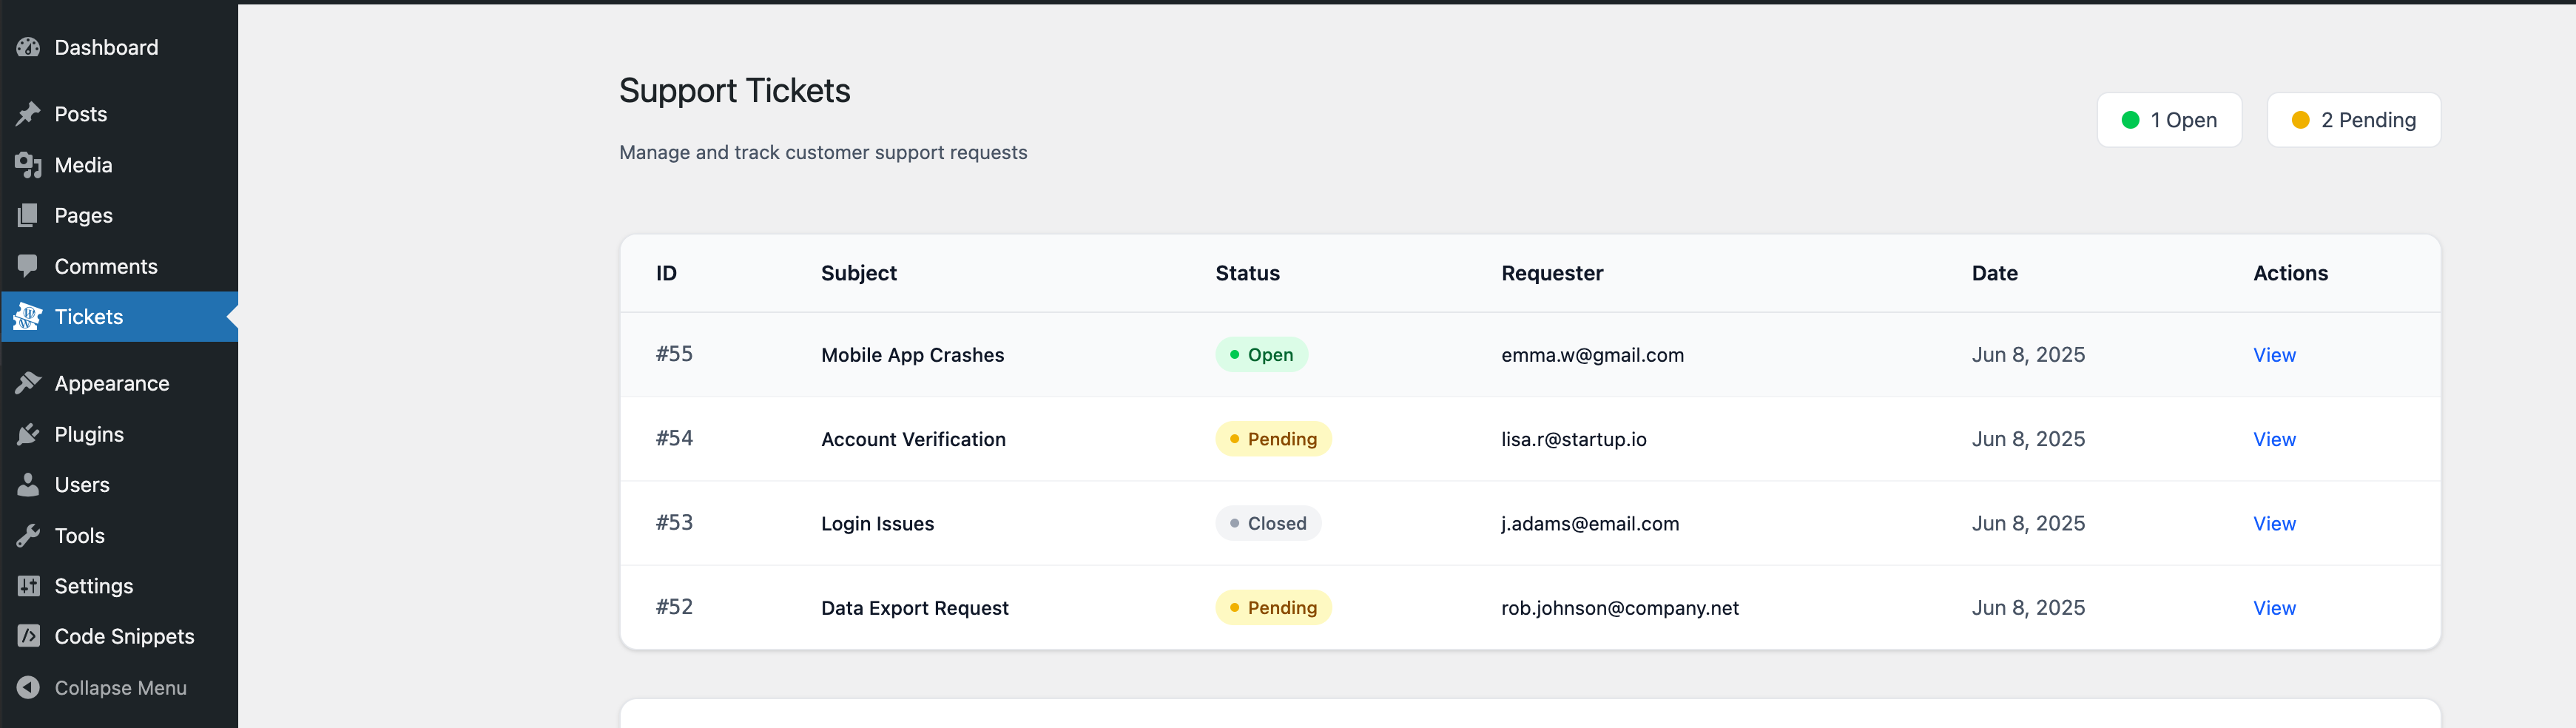 Dashboard
Posts
Media
Pages
Comments
Tickets
Appearance
Plugins
Users
Tools
Settings
Code Snippets
Collapse Menu
Support Tickets
Manage and track customer support requests
1 Open 2 Pending
ID Subject Status Requester Date Actions
#55 Mobile App Crashes Open emma.w@gmail.com Jun 8, 2025 View
#54 Account Verification Pending lisa.r@startup.io Jun 8, 2025 View
#53 Login Issues Closed j.adams@email.com Jun 8, 2025 View
#52 Data Export Request Pending rob.johnson@company.net Jun 8, 2025 View